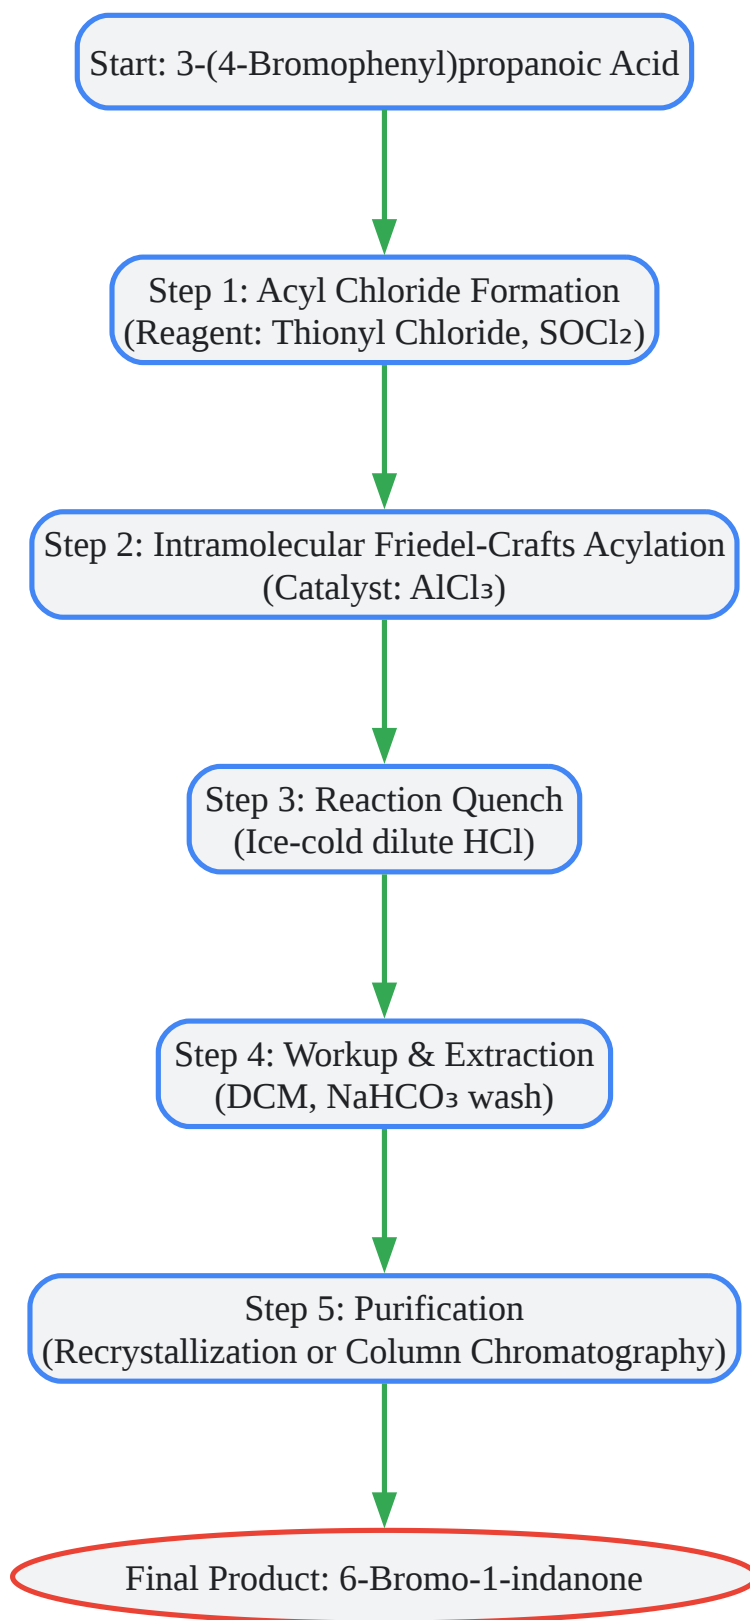 Start: 3-(4-Bromophenyl)propanoic Acid
Step 1: Acyl Chloride Formation
(Reagent: Thionyl Chloride, SOCl₂)
Step 2: Intramolecular Friedel-Crafts Acylation
(Catalyst: AlCl₃)
Step 3: Reaction Quench
(Ice-cold dilute HCl)
Step 4: Workup & Extraction
(DCM, NaHCO₃ wash)
Step 5: Purification
(Recrystallization or Column Chromatography)
Final Product: 6-Bromo-1-indanone